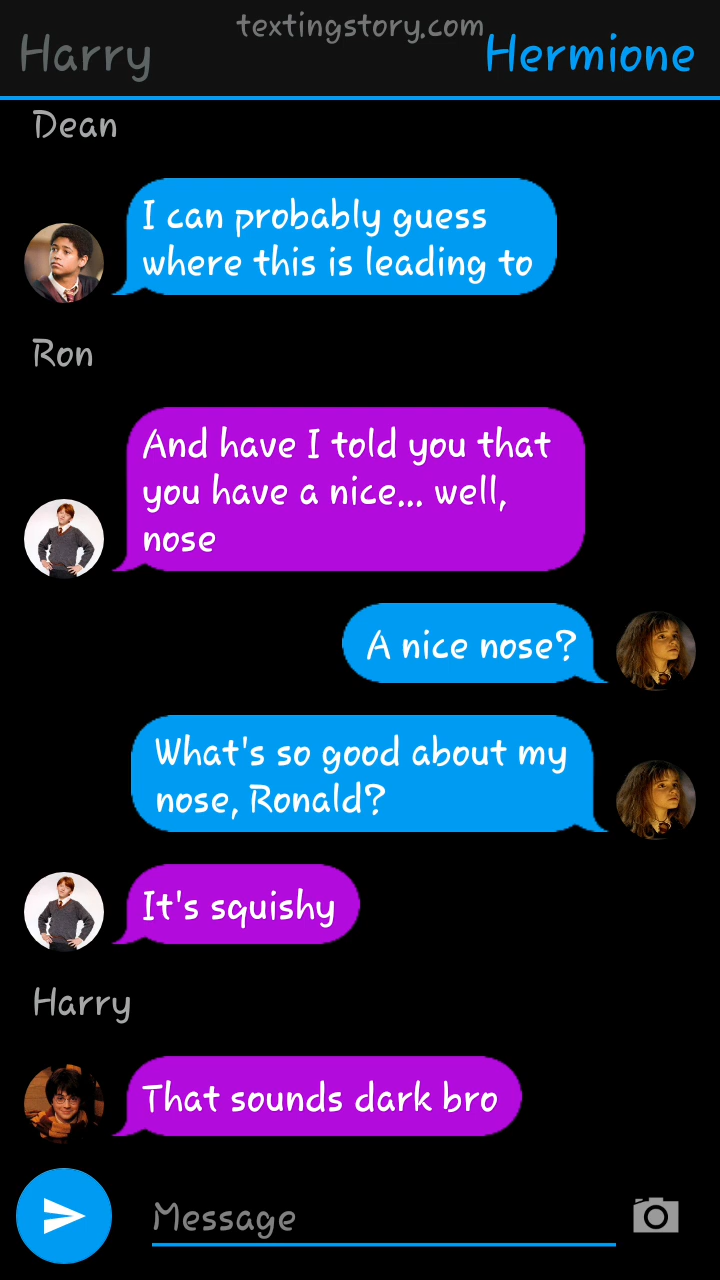 textingstory.com
Harry
Hermione
Dean
I can probably guess
where this is leading to
Ron
And have I told you that
you have a nice... well,
nose
A nice nose?
What's so good about my
nose, Ronald?
It's squishy
Harry
That sounds dark bro
Message